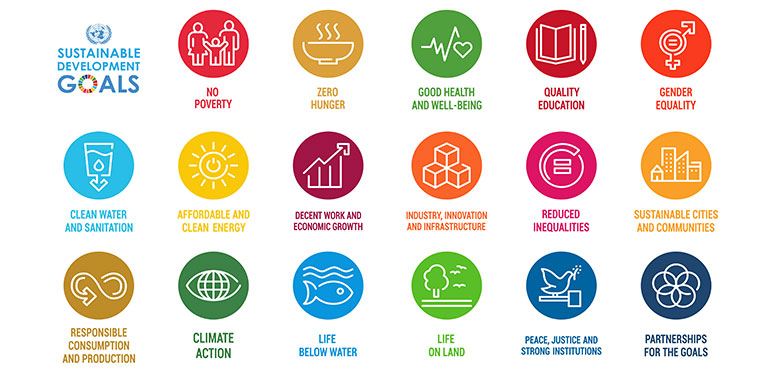 SUSTAINABLE
DEVELOPMENT
GOALS
NO
POVERTY
ZERO
HUNGER
GOOD HEALTH
AND WELL-BEING
QUALITY
EDUCATION
GENDER
EQUALITY
CLEAN WATER
AND SANITATION
AFFORDABLE AND
CLEAN ENERGY
DECENT WORK AND
ECONOMIC GROWTH
INDUSTRY, INNOVATION
AND INFRASTRUCTURE
REDUCED
INEQUALITIES
SUSTAINABLE CITIES
AND COMMUNITIES
RESPONSIBLE
CONSUMPTION
AND PRODUCTION
CLIMATE
ACTION
LIFE
BELOW WATER
LIFE
ON LAND
PEACE, JUSTICE AND
STRONG INSTITUTIONS
PARTNERSHIPS
FOR THE GOALS